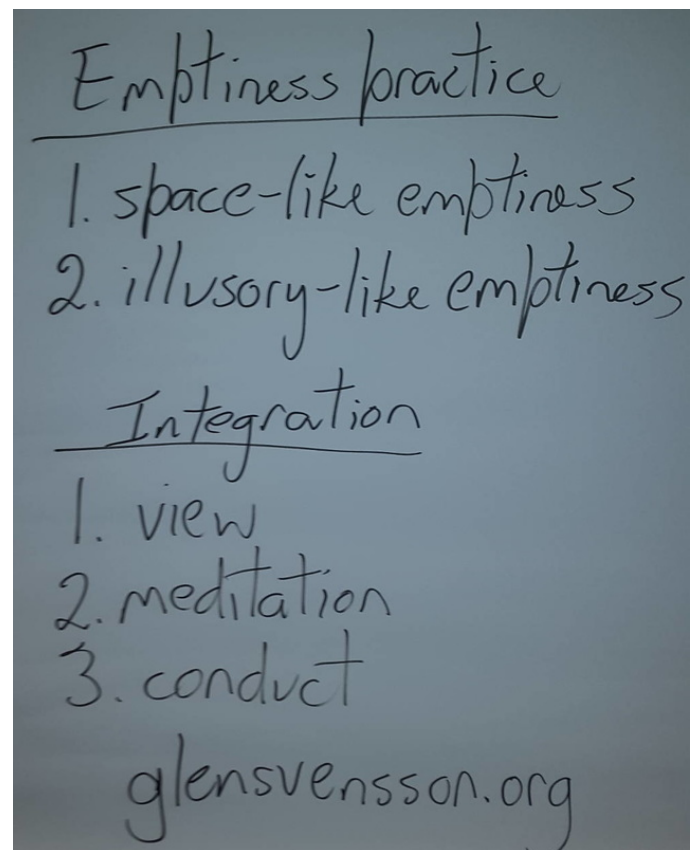 Emptiness practice
1. space-like emptiness
2. illusory-like emptiness
Integration
1. view
2. meditation
3. conduct
glensvensson.org